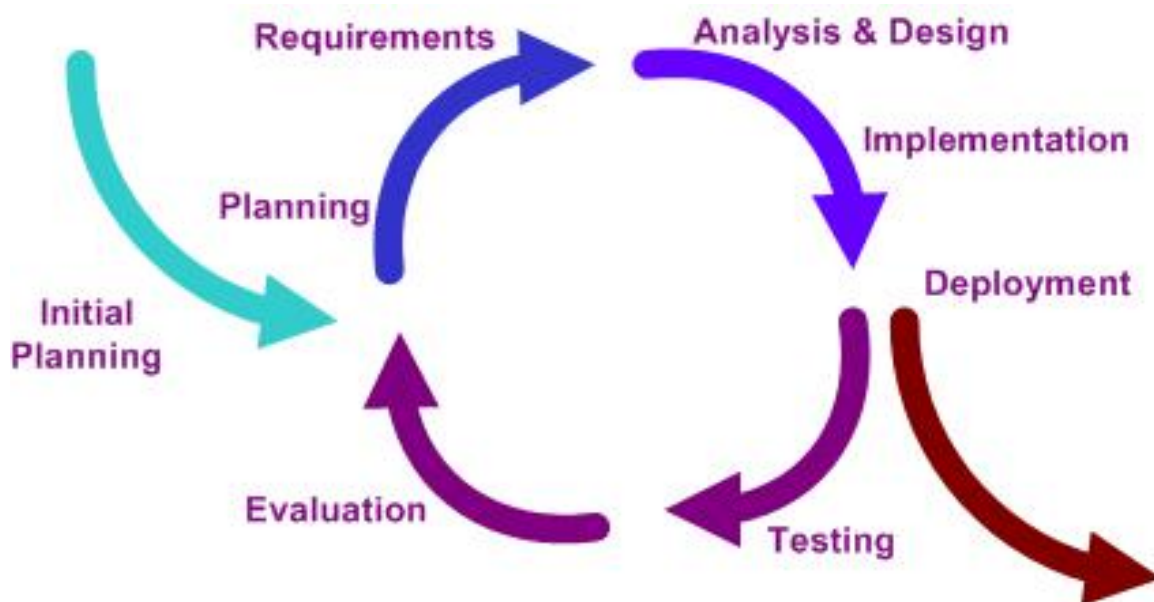 Requirements
Analysis & Design
Implementation
Planning
Deployment
Initial
Planning
Evaluation
Testing